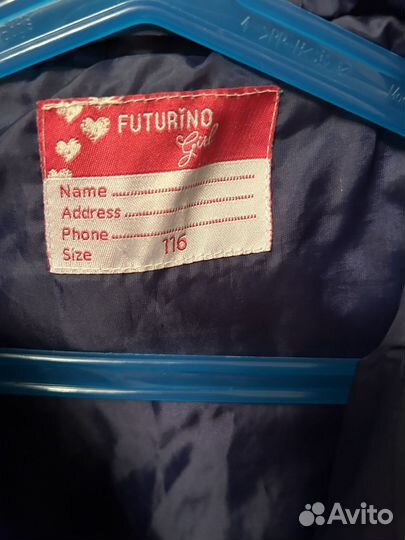 FUTURINO
Girl
Name
Address
Phone
Size 116
Avito